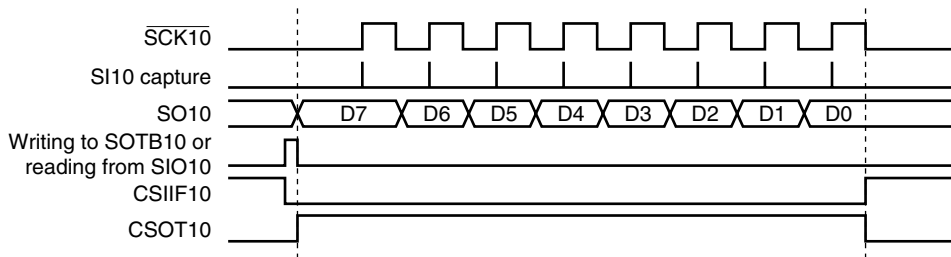 SCK10
SI10 capture
SO10 D7 D6 D5 D4 D3 D2 D1 D0
Writing to SOTB10 or
reading from SIO10
CSIIF10
CSOT10